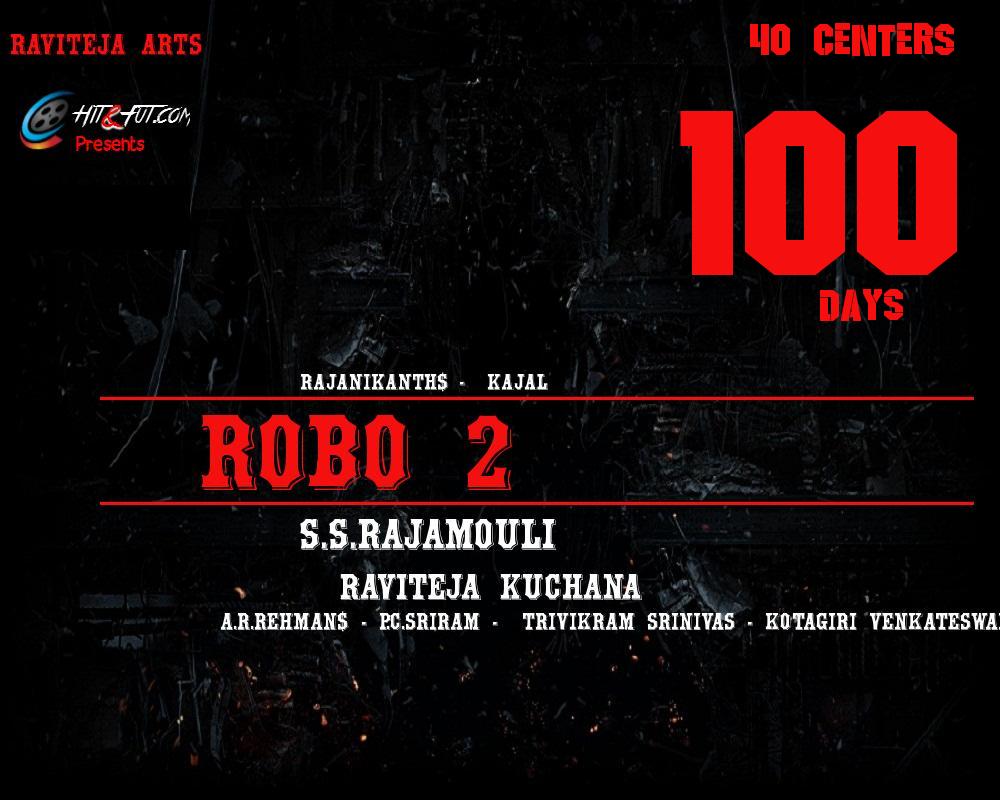 RAVITEJA ARTS
40 CENTERS
HIT&FUT.COM
Presents
100
DAYS
RAJANIKANTH$ - KAJAL
ROBO 2
S.S.RAJAMOULI
RAVITEJA KUCHANA
A.R.REHMAN$ - P.C.SRIRAM - TRIVIKRAM SRINIVAS - KOTAGIRI